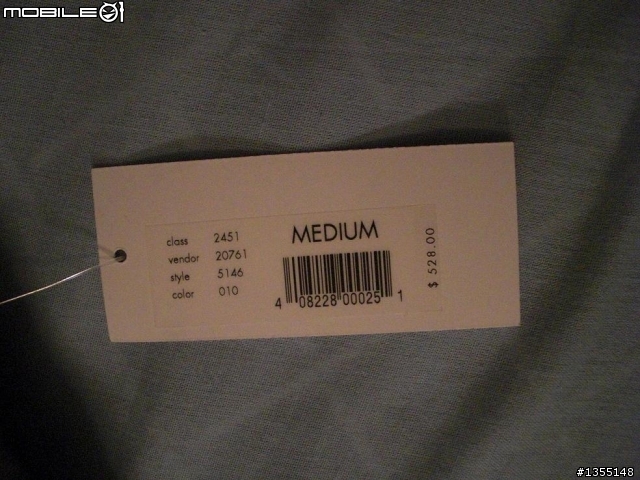 MOBILE01
class 2451
vendor 20761
style 5146
color 010
MEDIUM
4 08228 00025 1
$ 528.00
#1355148